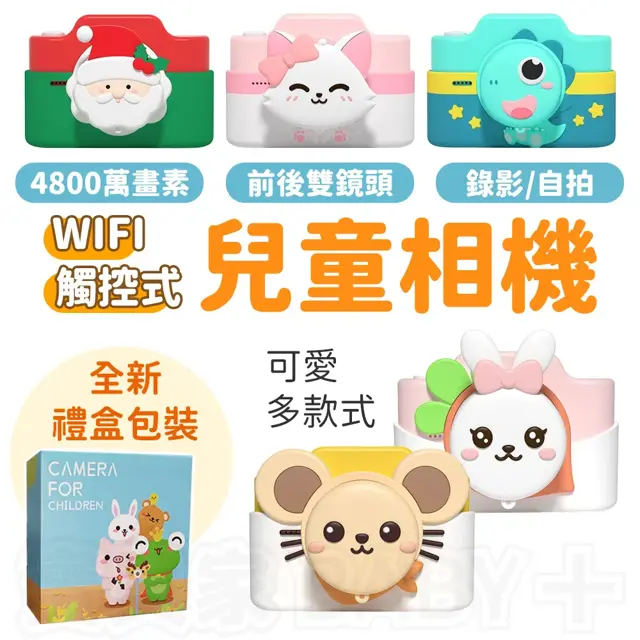 4800萬畫素
前後雙鏡頭
錄影/自拍
WIFI
觸控式
兒童相機
全新
禮盒包裝
可愛
多款式
CAMERA
FOR
CHILDREN